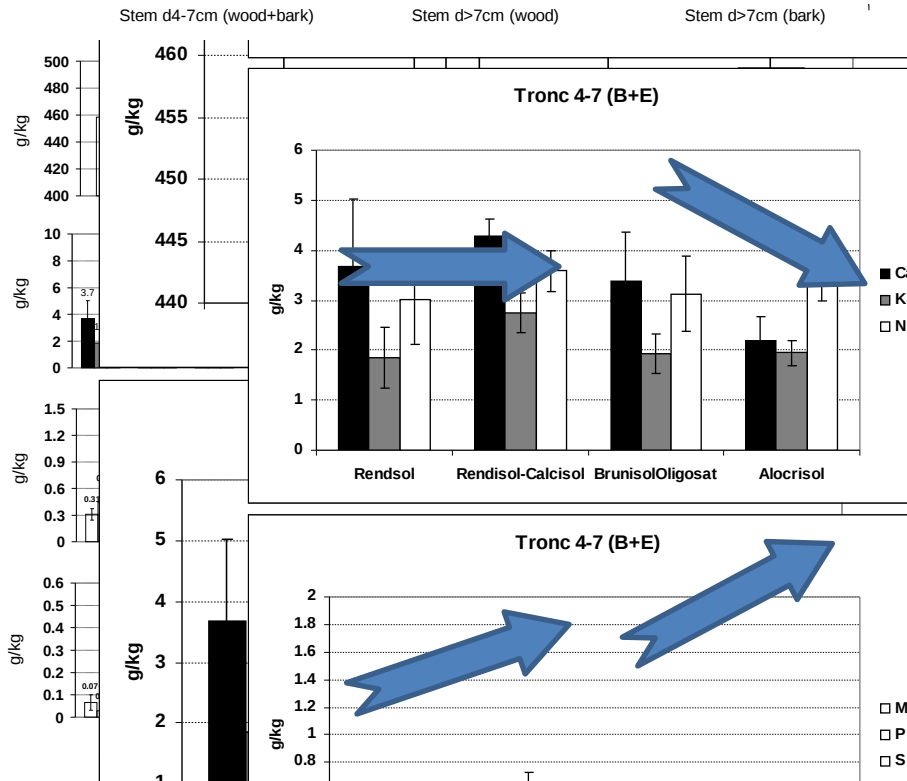 Stem d4-7cm (wood+bark) Stem d>7cm (wood) Stem d>7cm (bark)
500
480
460
440
420
400
g/kg
10
8
6
4
2
0
g/kg
3.7
1.5
1.2
0.9
0.6
0.3
0
g/kg
0.31
0.6
0.5
0.4
0.3
0.2
0.1
0
g/kg
0.07
460
455
450
445
440
g/kg
6
5
4
3
2
1
g/kg
Tronc 4-7 (B+E)
6
5
4
3
2
1
0
g/kg
Rendsol Rendisol-Calcisol BrunisolOligosat Alocrisol
Ca
K
N
Tronc 4-7 (B+E)
2
1.8
1.6
1.4
1.2
1
0.8
g/kg
M
P
S